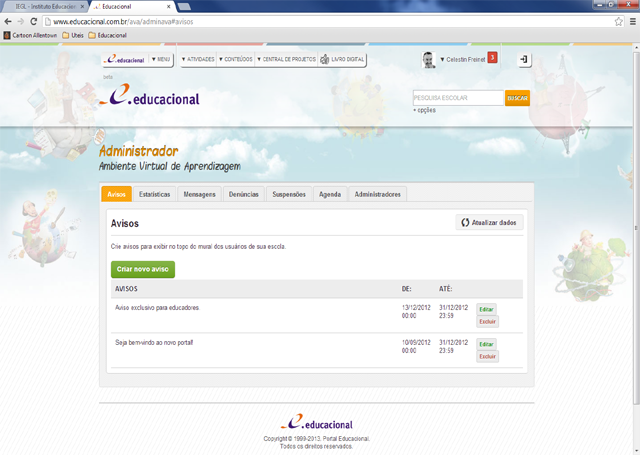 IEGL - Instituto Educacion
Educacional
www.educacional.com.br/ava/adminava#avisos
Cartoon Allentown
Uteis
Educacional
e.educacional
▼ MENU
▼ ATIVIDADES
▼ CONTEÚDOS
▼ CENTRAL DE PROJETOS
LIVRO DIGITAL
▼ Celestin Freinet
3
beta
e.educacional
PESQUISA ESCOLAR
BUSCAR
+ opções
Administrador
Ambiente Virtual de Aprendizagem
Avisos
Estatísticas
Mensagens
Denúncias
Suspensões
Agenda
Administradores
Avisos
Atualizar dados
Crie avisos para exibir no topo do mural dos usuários de sua escola.
Criar novo aviso
AVISOS DE: ATÉ:
Aviso exclusivo para educadores 13/12/2012 31/12/2012 Editar
00:00 23:59 Excluir
Seja bem-vindo ao novo portal! 10/09/2012 31/12/2012 Editar
00:00 23:59 Excluir
e.educacional
Copyright © 1999-2013. Portal Educacional.
Todos os direitos reservados.